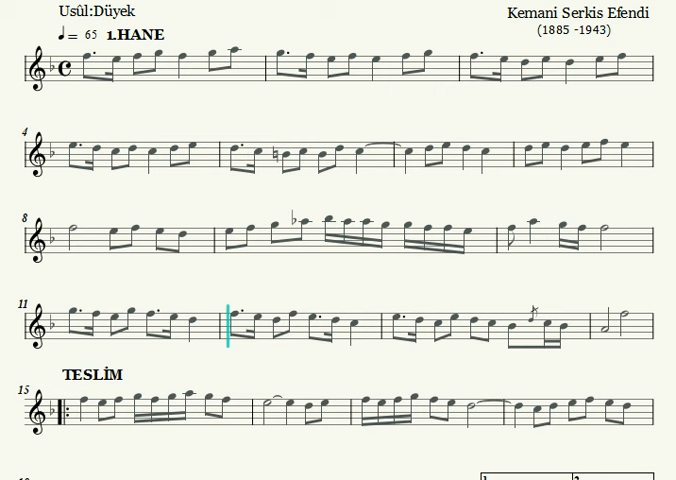 Usûl:Düyek
Kemani Serkis Efendi
(1885 -1943)
= 65 1.HANE
4
8
11
TESLİM
15
1.
2.